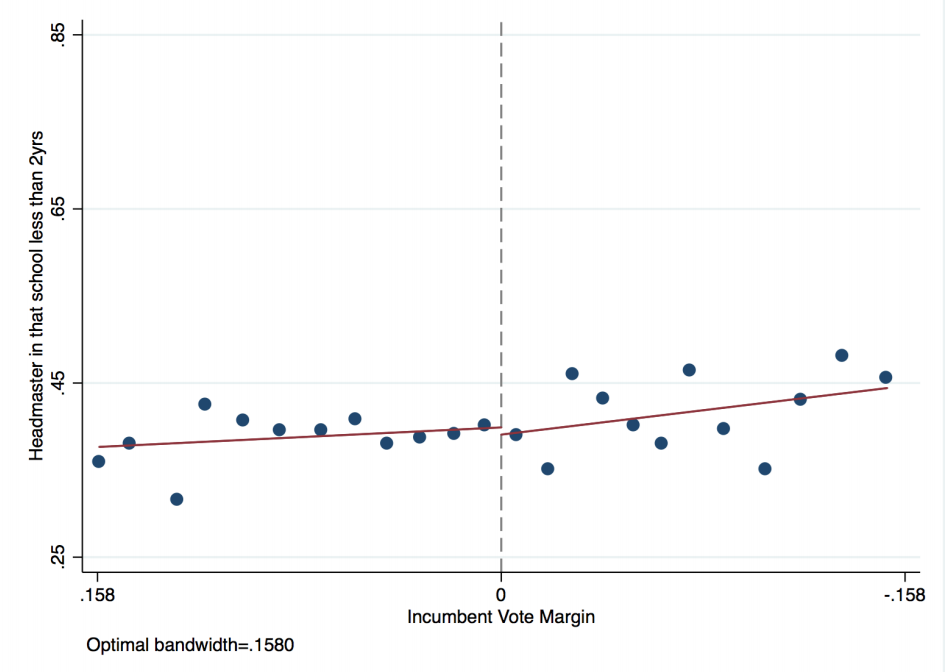 .85
.65
.45
.25
Headmaster in that school less than 2yrs
.158
0
-.158
Incumbent Vote Margin
Optimal bandwidth=.1580